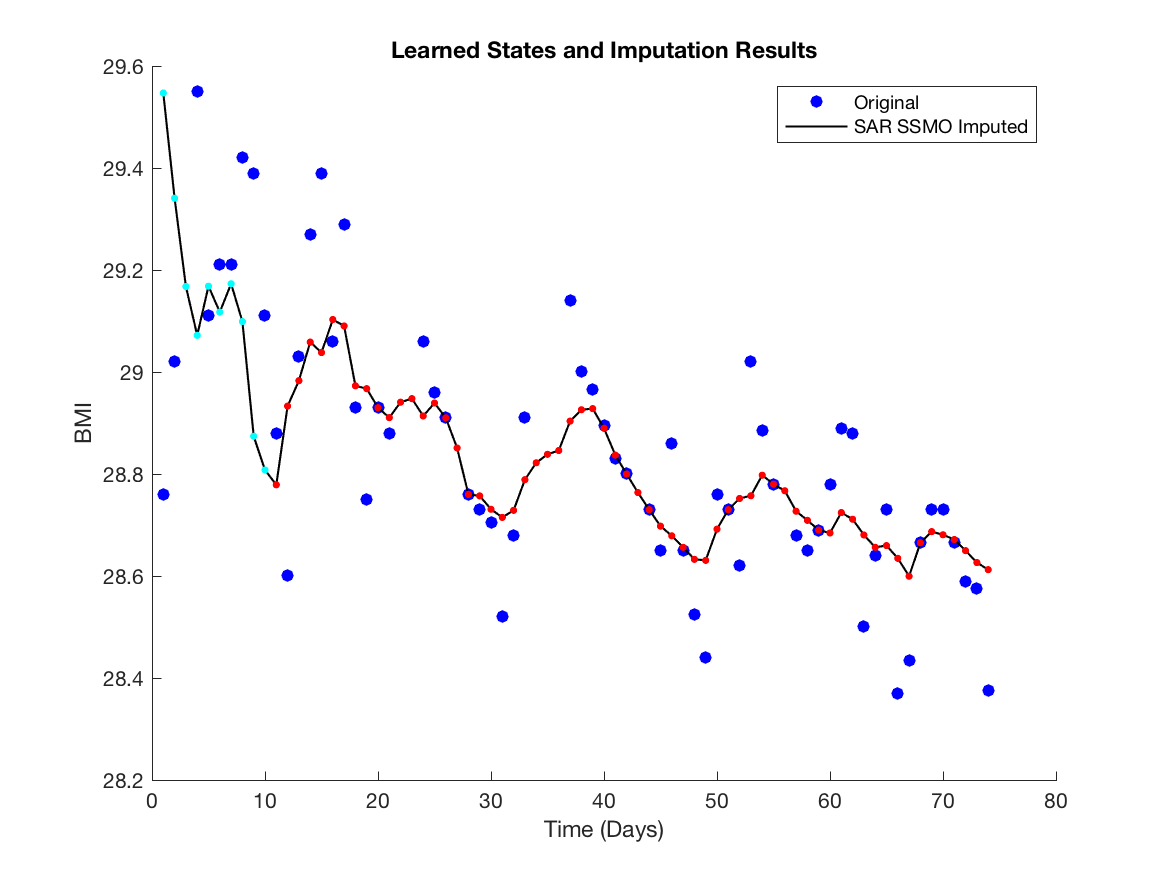 Learned States and Imputation Results
Original
SAR SSMO Imputed
29.6
29.4
29.2
29
28.8
28.6
28.4
28.2
BMI
0 10 20 30 40 50 60 70 80
Time (Days)